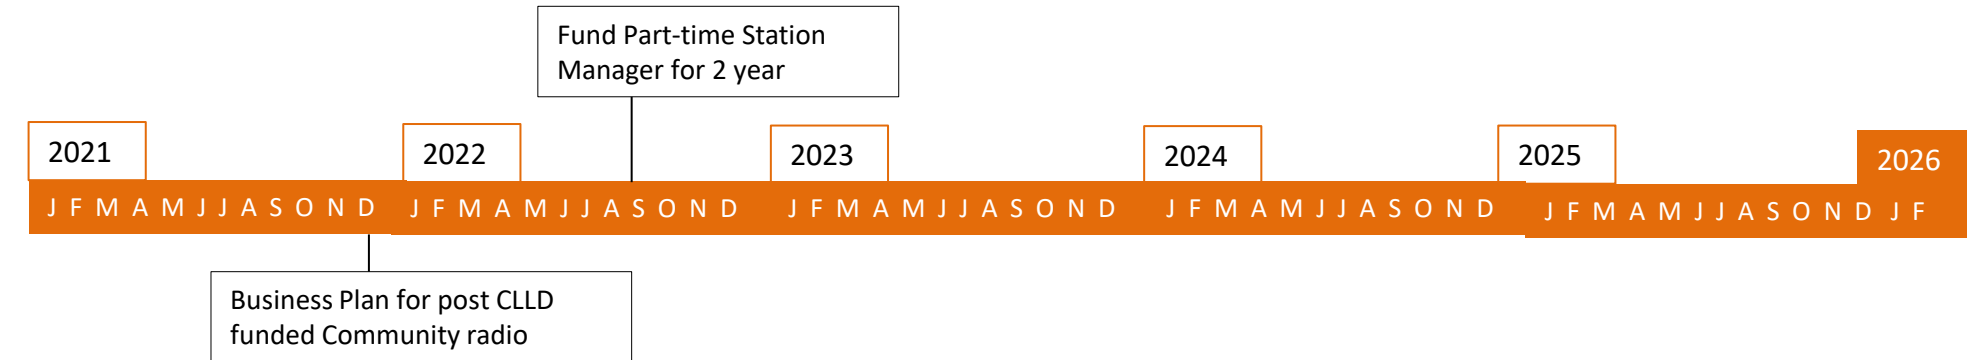 Fund Part-time Station
Manager for 2 year
2021
2022
2023
2024
2025
2026
J F M A M J J A S O N D J F M A M J J A S O N D J F M A M J J A S O N D J F M A M J J A S O N D J F M A M J J A S O N D J F
Business Plan for post CLLD
funded Community radio